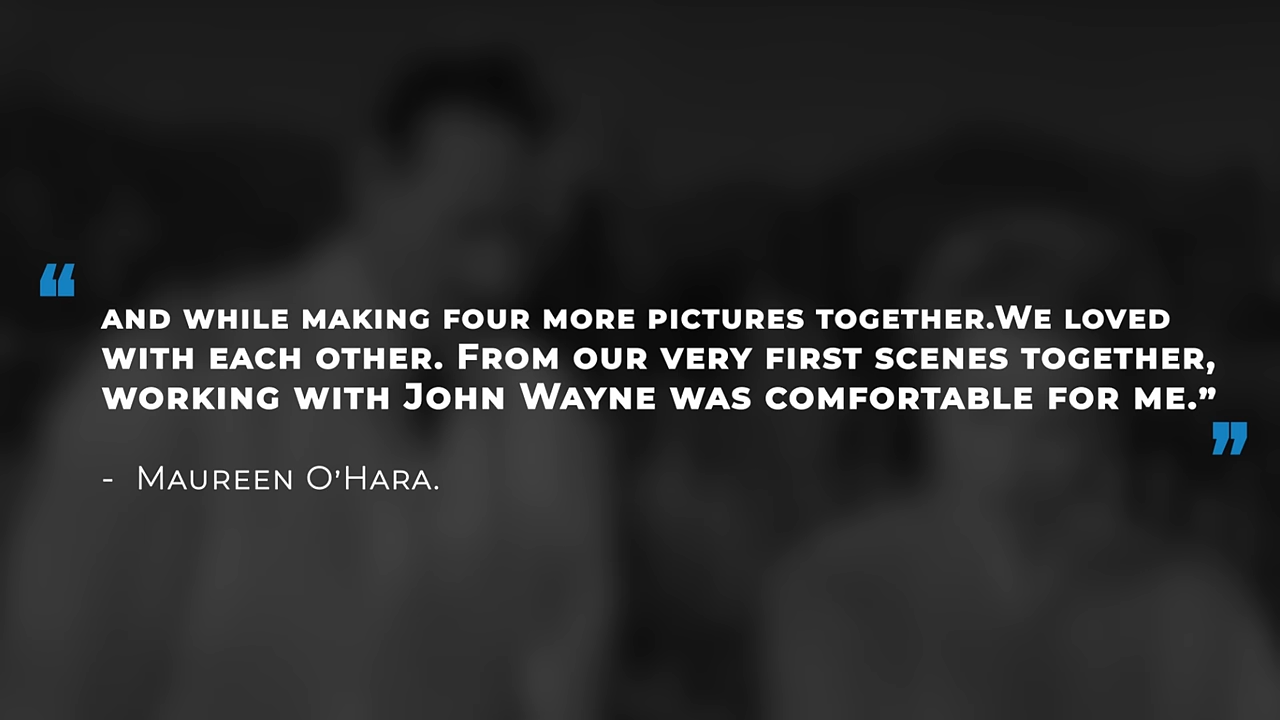 “
and while making four more pictures together.We loved
with each other. From our very first scenes together,
working with John Wayne was comfortable for me.”
”
- Maureen O’Hara.